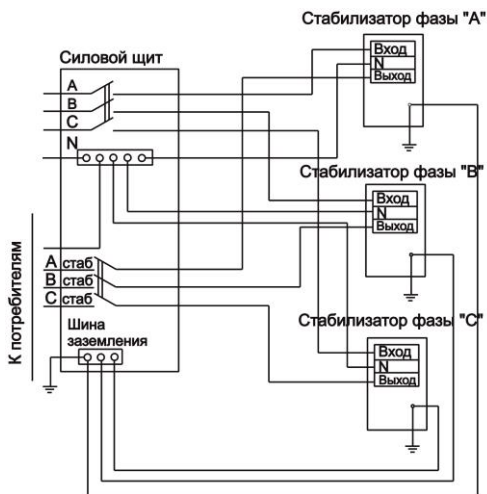 Стабилизатор фазы "А"
Силовой щит
Вход
N
Выход
A
B
C
N
Стабилизатор фазы "В"
Вход
N
Выход
К потребителям
А стаб
В стаб
С стаб
Стабилизатор фазы "С"
Шина
заземления
Вход
N
Выход